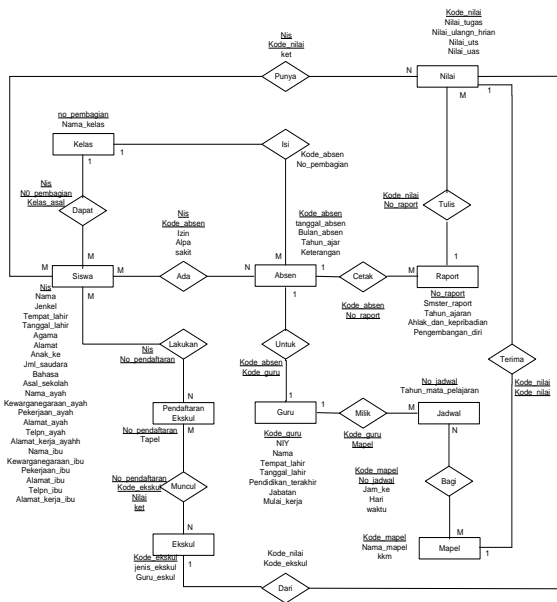 Kode_nilai
Nilai_tugas
Nilai_ulangn_hrian
Nilai_uts
Nilai_uas
Nis
Kode_nilai
ket
N
Punya
Nilai
M
1
no_pembagian
Nama_kelas
Kelas
1
1
Isi
Kode_absen
No_pembagian
Nis
N0_pembagian
Kelas_asal
Dapat
Nis
Kode_absen
Izin
Alpa
sakit
Kode_absen
tanggal_absen
Bulan_absen
Tahun_ajar
Keterangan
Kode_nilai
No_raport
Tulis
M
M
1
M
Siswa
M
M
Ada
N
Absen
1
1
Cetak
M
Raport
Kode_absen
No_raport
Nis
Nama
Jenkel
Tempat_lahir
Tanggal_lahir
Agama
Alamat
Anak_ke
Jml_saudara
Bahasa
Asal_sekolah
Nama_ayah
Kewarganegaraan_ayah
Pekerjaan_ayah
Alamat_ayah
Telpn_ayah
Alamat_kerja_ayahh
Nama_ibu
Kewarganegaraan_ibu
Pekerjaan_ibu
Alamat_ibu
Telpn_ibu
Alamat_kerja_ibu
No_raport
Smster_raport
Tahun_ajaran
Ahlak_dan_kepribadian
Pengembangan_diri
Lakukan
Nis
No_pendaftaran
Untuk
Kode_absen
Kode_guru
Terima
Kode_nilai
Kode_nilai
N
Pendaftaran
Ekskul
No_pendaftaran
Tapel
M
1
Guru
1
Milik
M
Jadwal
No_jadwal
Tahun_mata_pelajaran
Kode_guru
Mapel
N
Kode_guru
NIY
Nama
Tempat_lahir
Tanggal_lahir
Pendidikan_terakhir
Jabatan
Mulai_kerja
No_pendaftaran
Kode_ekskul
Nilai
ket
Muncul
Kode_mapel
No_jadwal
Jam_ke
Hari
waktu
Bagi
N
Ekskul
1
Kode_ekskul
jenis_ekskul
Guru_eskul
Kode_nilai
Kode_ekskul
Dari
M
Mapel
1
Kode_mapel
Nama_mapel
kkm